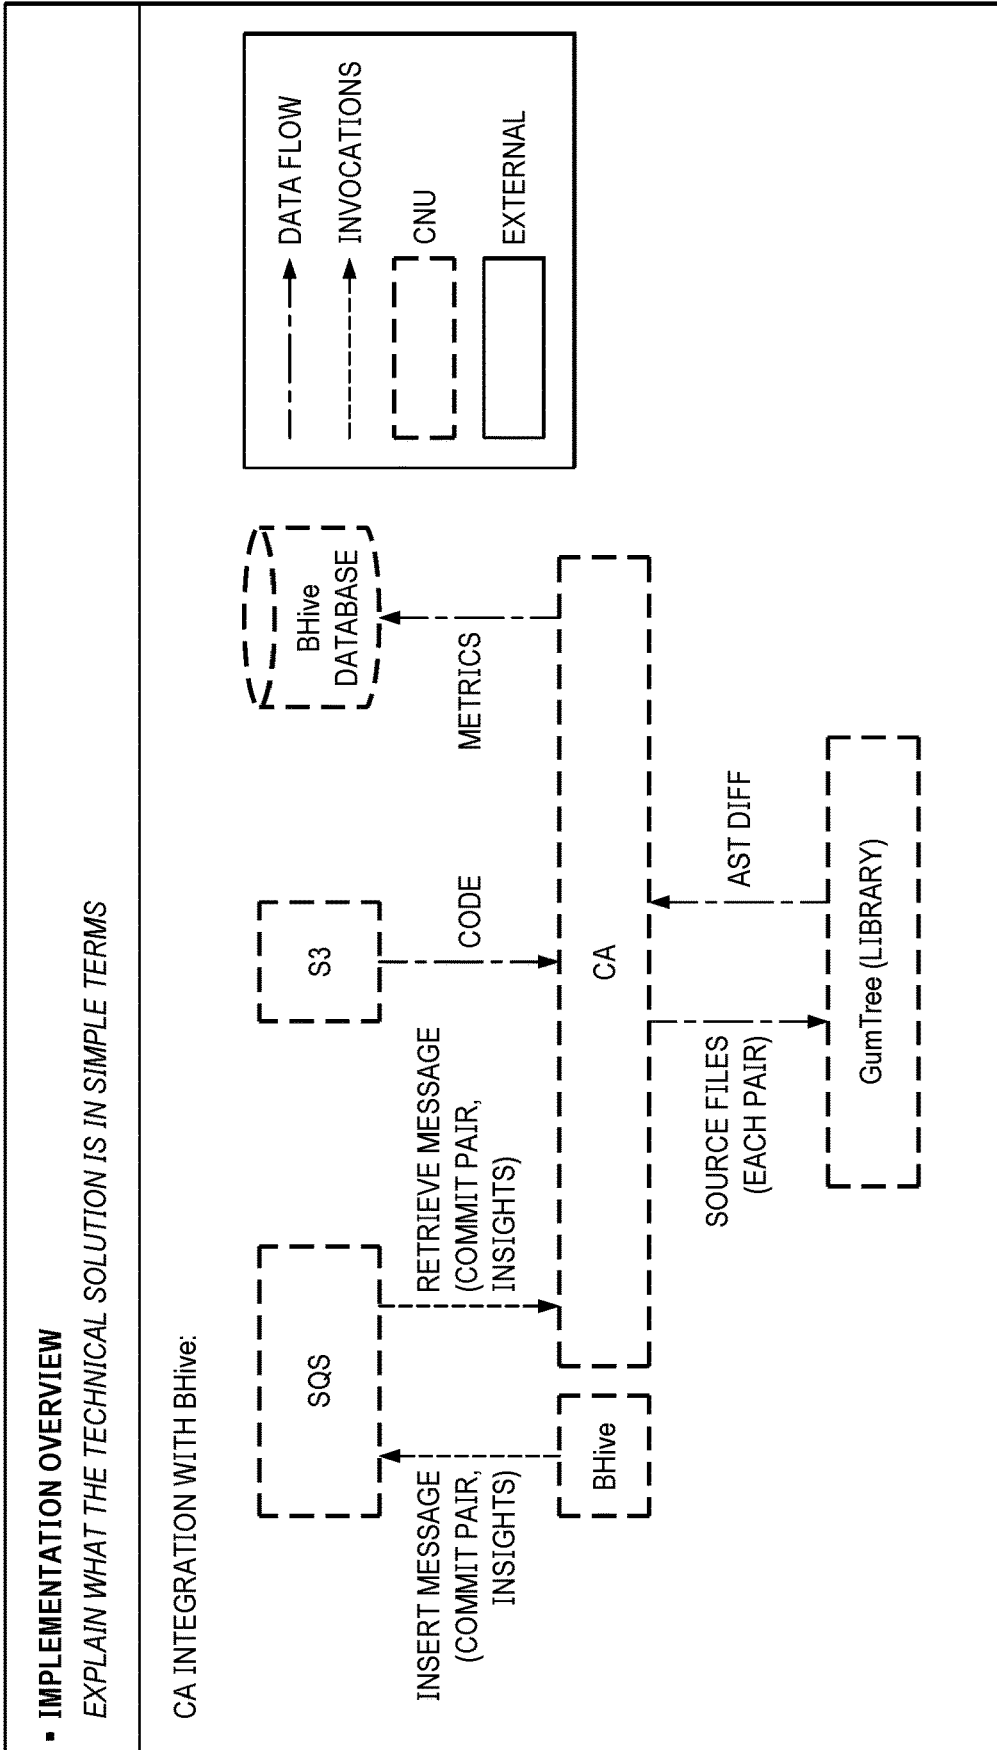 ▪ IMPLEMENTATION OVERVIEW
EXPLAIN WHAT THE TECHNICAL SOLUTION IS IN SIMPLE TERMS
CA INTEGRATION WITH BHive:
DATA FLOW
INVOCATIONS
CNU
EXTERNAL
SQS
S3
BHive
DATABASE
INSERT MESSAGE
(COMMIT PAIR,
INSIGHTS)
RETRIEVE MESSAGE
(COMMIT PAIR,
INSIGHTS)
CODE
METRICS
BHive
CA
SOURCE FILES
(EACH PAIR)
AST DIFF
GumTree (LIBRARY)